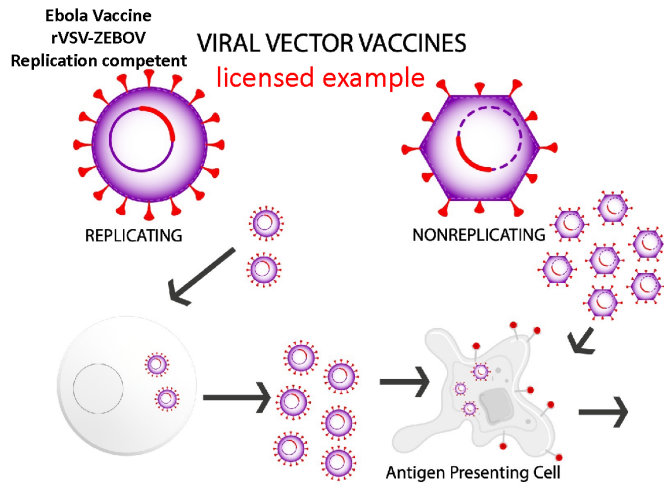 Ebola Vaccine
rVSV-ZEBOV
Replication competent
VIRAL VECTOR VACCINES
licensed example
REPLICATING
NONREPLICATING
Antigen Presenting Cell